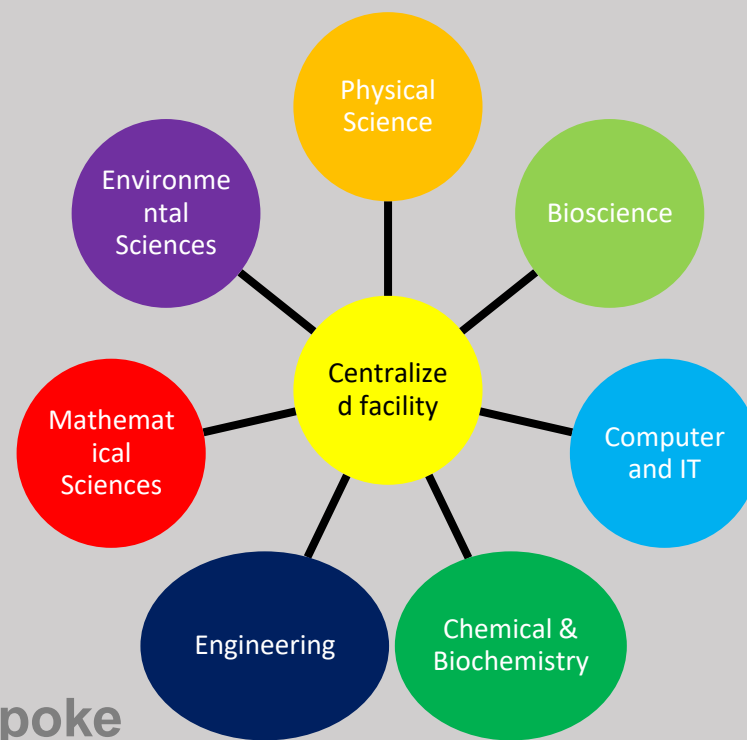 Physical
Science
Environme
ntal
Sciences
Bioscience
Centralize
d facility
Mathemat
ical
Sciences
Computer
and IT
Engineering
Chemical &
Biochemistry
poke